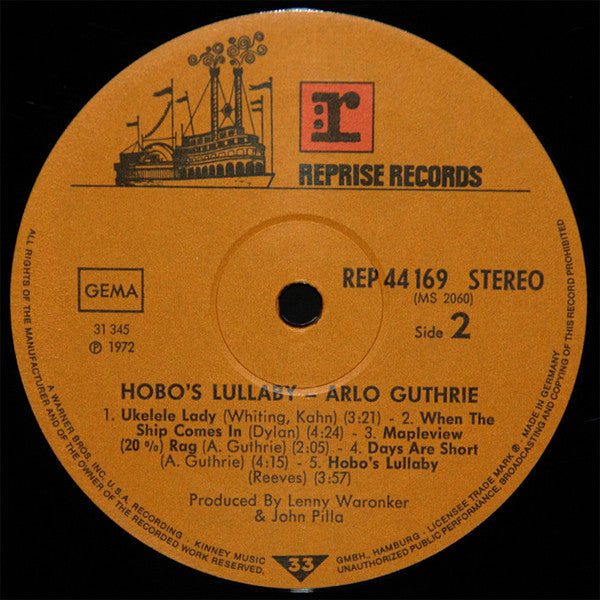 r
REPRISE RECORDS
GEMA
31 345
℗ 1972
REP 44 169 STEREO
(MS 2060)
Side 2
HOBO'S LULLABY – ARLO GUTHRIE
1. Ukelele Lady (Whiting, Kahn) (3:21) - 2. When The
Ship Comes In (Dylan) (4:24) - 3. Mapleview
(20 %) Rag (A. Guthrie) (2:05) - 4. Days Are Short
(A. Guthrie) (4:15) - 5. Hobo's Lullaby
(Reeves) (3:57)
Produced By Lenny Waronker
& John Pilla
ALL RIGHTS OF THE MANUFACTURER AND OF THE OWNER OF THE RECORDED WORK RESERVED.
A WARNER BROS. INC. U.S.A. RECORDING · KINNEY MUSIC GMBH., HAMBURG · LICENSEE TRADE MARK ® · MADE IN GERMANY
33
UNAUTHORIZED PUBLIC PERFORMANCE, BROADCASTING AND COPYING OF THIS RECORD PROHIBITED